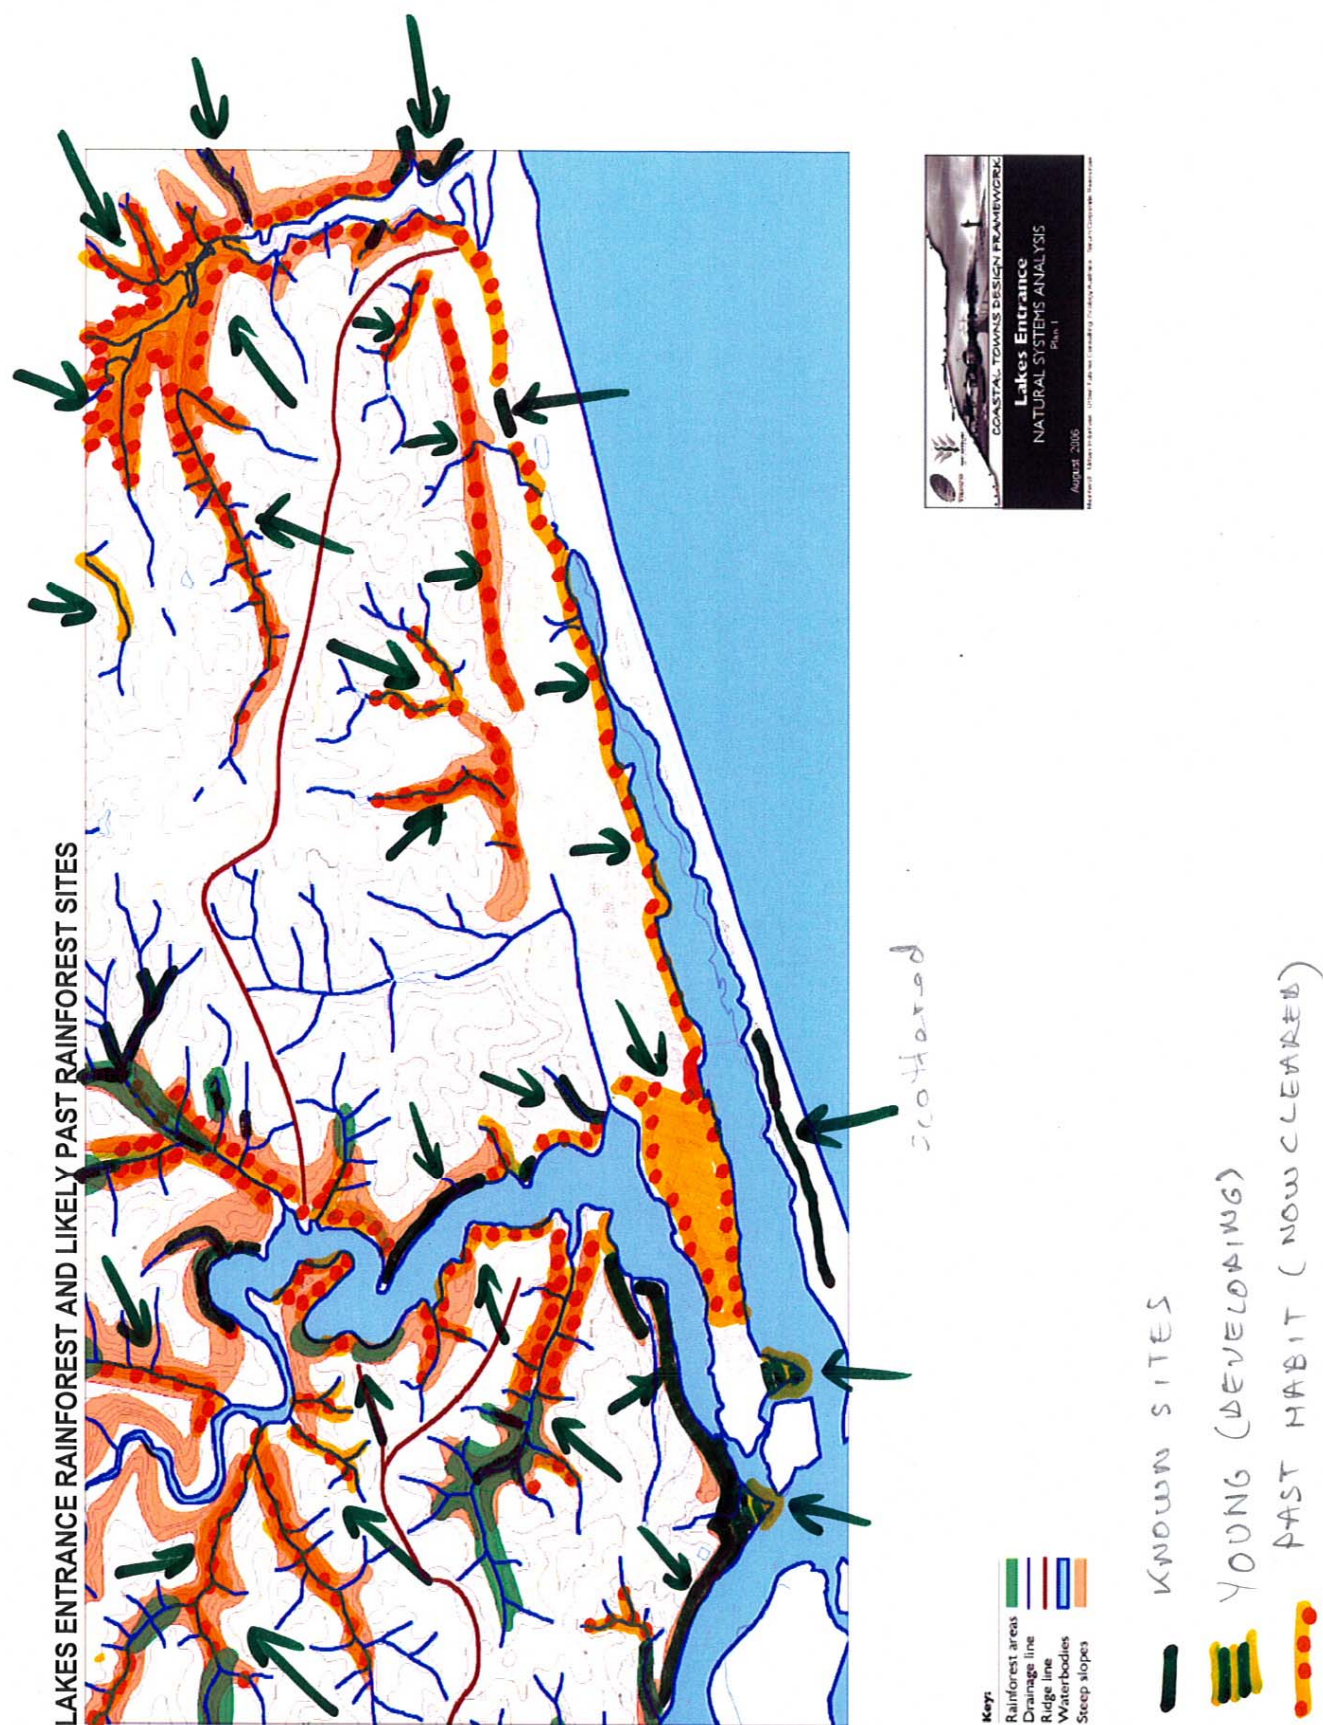 LAKES ENTRANCE RAINFOREST AND LIKELY PAST RAINFOREST SITES
scattered
COASTAL TOWNS DESIGN FRAMEWORK
Lakes Entrance
NATURAL SYSTEMS ANALYSIS
Plan 1
August 2006
Key:
Rainforest areas
Drainage line
Ridge line
Waterbodies
Steep slopes
KNOWN SITES
YOUNG (DEVELOPING)
PAST HABIT (NOW CLEARED)